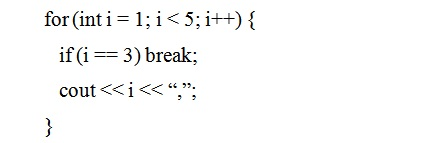 for (int i = 1; i < 5; i++) {
if (i == 3) break;
cout << i << “,”;
}